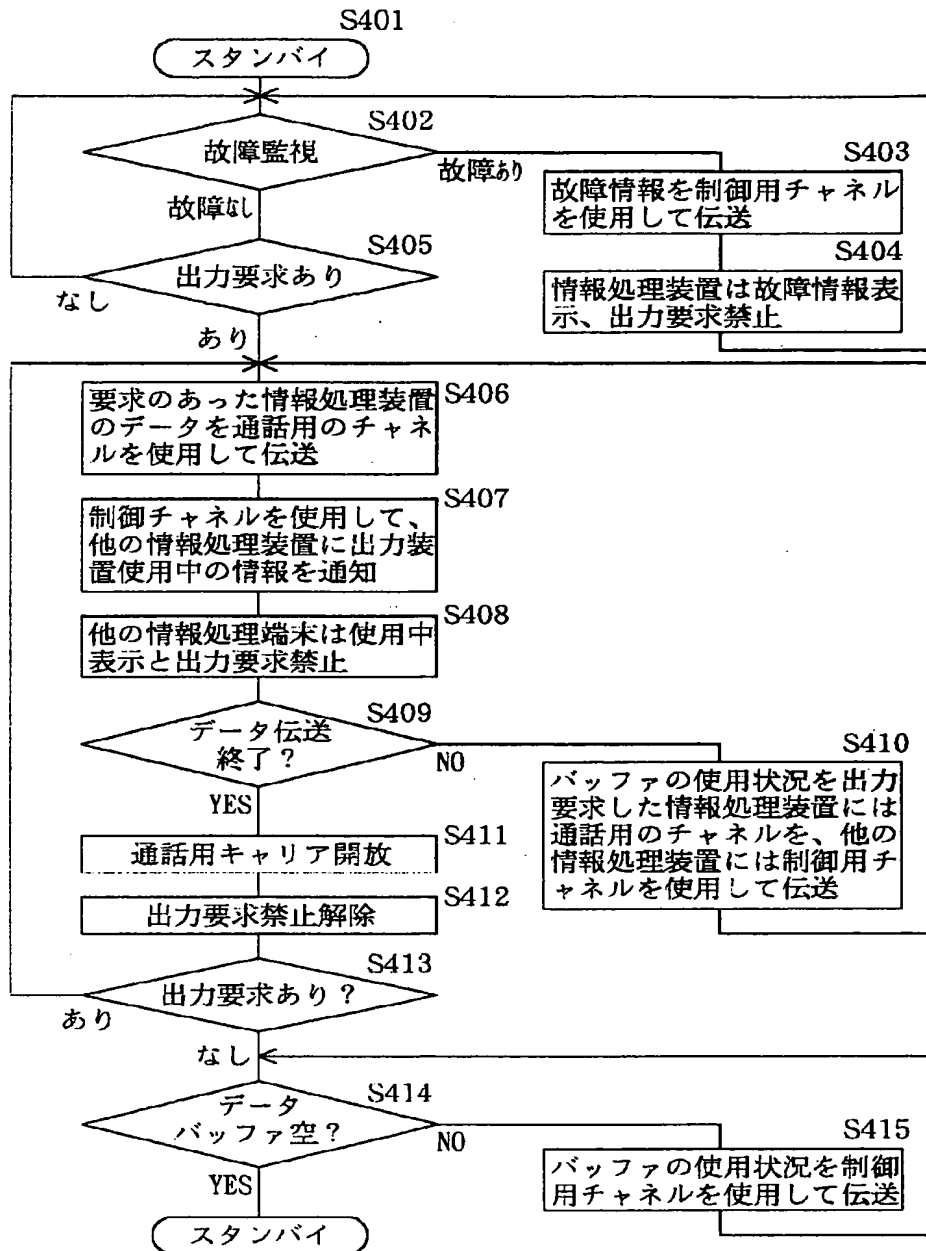 S401
スタンバイ
S402
故障監視
故障あり
故障なし
S403
故障情報を制御用チャネル
を使用して伝送
S404
情報処理装置は故障情報表
示、出力要求禁止
S405
出力要求あり
なし
あり
S406
要求のあった情報処理装置
のデータを通話用のチャネ
ルを使用して伝送
S407
制御チャネルを使用して、
他の情報処理装置に出力装
置使用中の情報を通知
S408
他の情報処理端末は使用中
表示と出力要求禁止
S409
データ伝送
終了?
NO
YES
S410
バッファの使用状況を出力
要求した情報処理装置には
通話用のチャネルを、他の
情報処理装置には制御用チ
ャネルを使用して伝送
S411
通話用キャリア開放
S412
出力要求禁止解除
S413
出力要求あり?
あり
なし
S414
データ
バッファ空?
NO
YES
S415
バッファの使用状況を制御
用チャネルを使用して伝送
スタンバイ